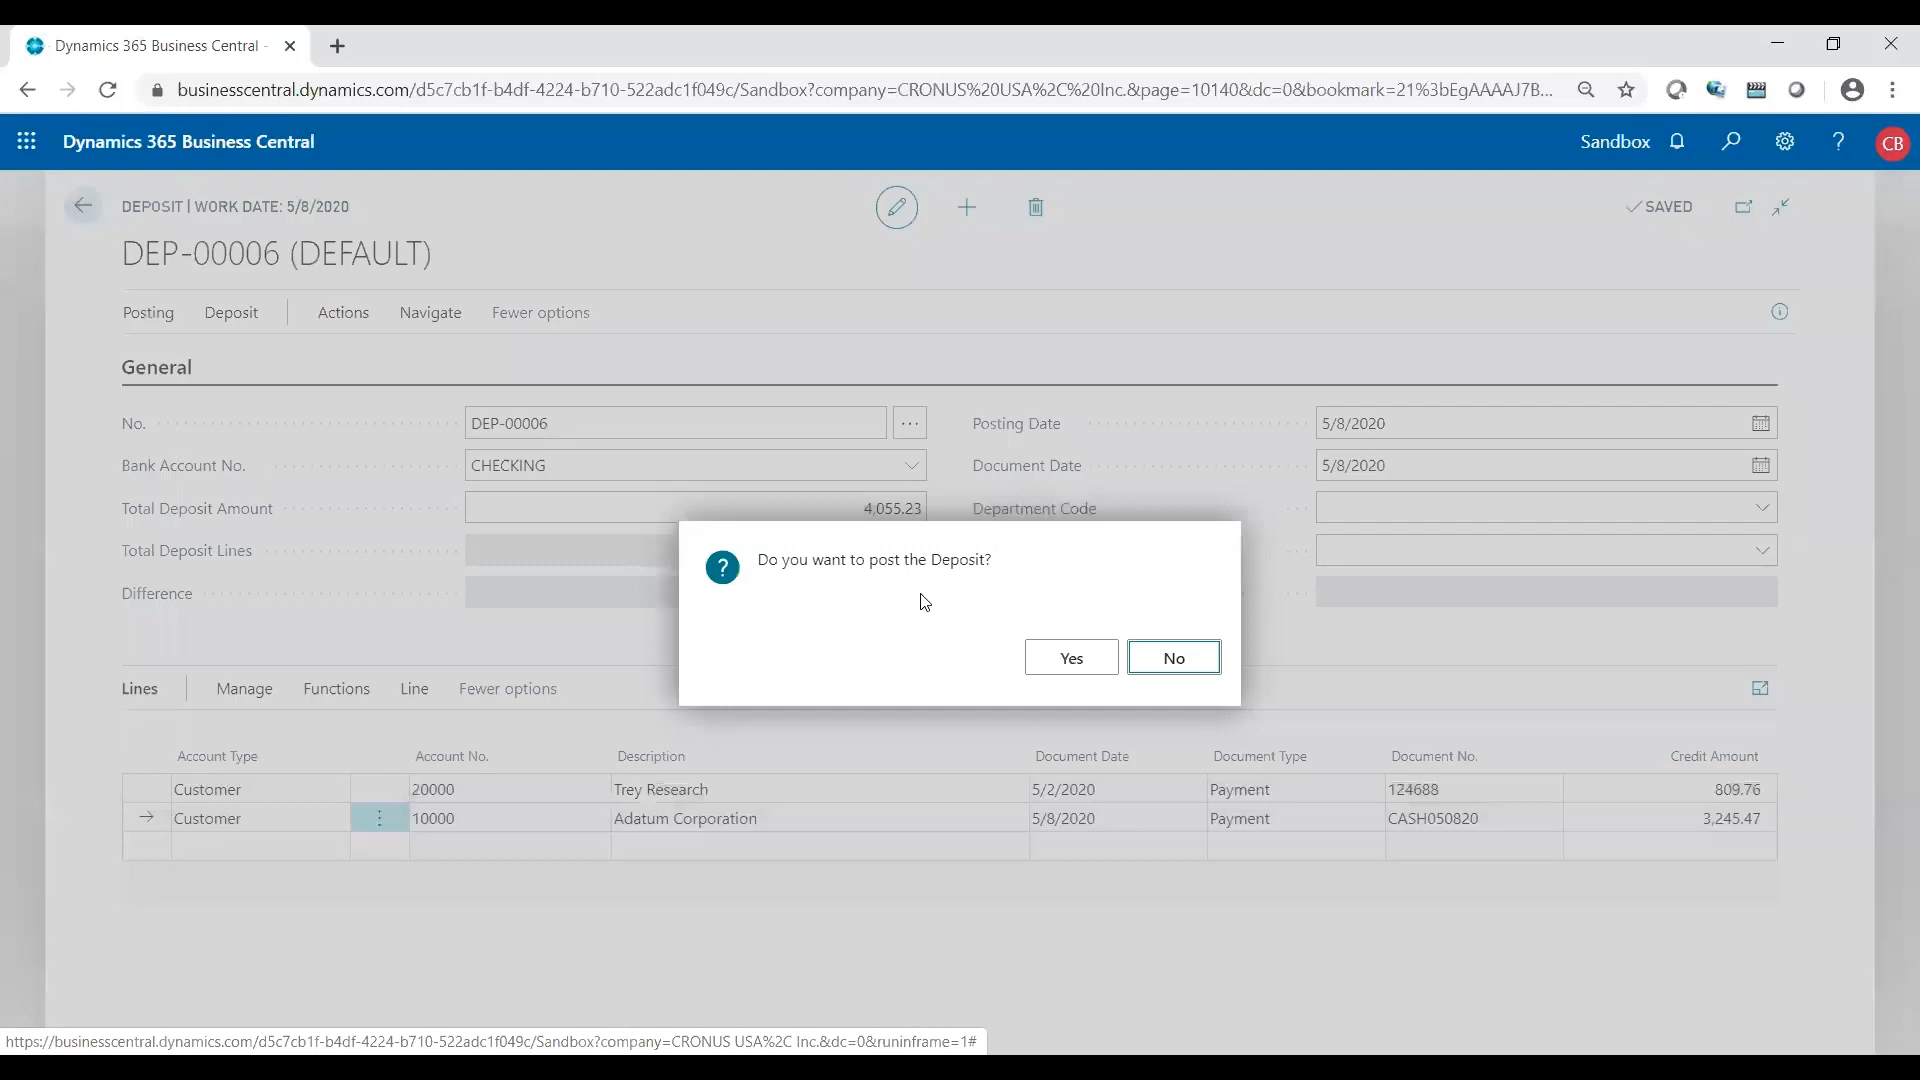 Dynamics 365 Business Central -
businesscentral.dynamics.com/d5c7cb1f-b4df-4224-b710-522adc1f049c/Sandbox?company=CRONUS%20USA%2C%20Inc.&page=10140&dc=0&bookmark=21%3bEgAAAAJ7B...
Dynamics 365 Business Central
Sandbox
?
CB
DEPOSIT | WORK DATE: 5/8/2020
SAVED
DEP-00006 (DEFAULT)
Posting Deposit Actions Navigate Fewer options
General
No. DEP-00006 ... Posting Date 5/8/2020
Bank Account No. CHECKING Document Date 5/8/2020
Total Deposit Amount 4,055.23 Department Code
Total Deposit Lines
Difference
? Do you want to post the Deposit?
Yes No
Lines Manage Functions Line Fewer options
Account Type Account No. Description Document Date Document Type Document No. Credit Amount
Customer 20000 Trey Research 5/2/2020 Payment 124688 809.76
Customer 10000 Adatum Corporation 5/8/2020 Payment CASH050820 3,245.47
https://businesscentral.dynamics.com/d5c7cb1f-b4df-4224-b710-522adc1f049c/Sandbox?company=CRONUS USA%2C Inc.&dc=0&runinframe=1#